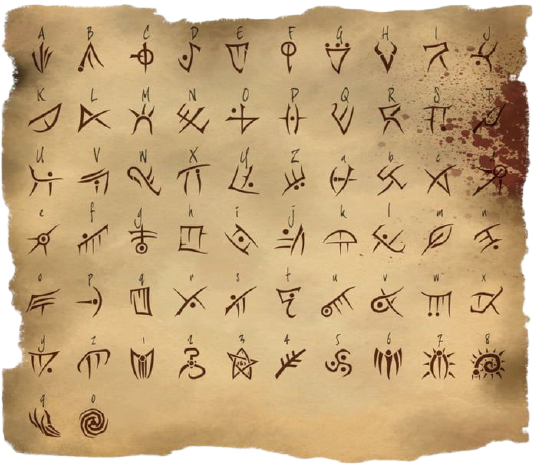 A B C D E F G H I J
K L M N O P Q R S T
U V W X Y Z a b c
e f g h i j k l m n
o p q r s t u v w x
y z 1 2 3 4 5 6 7 8
9 0